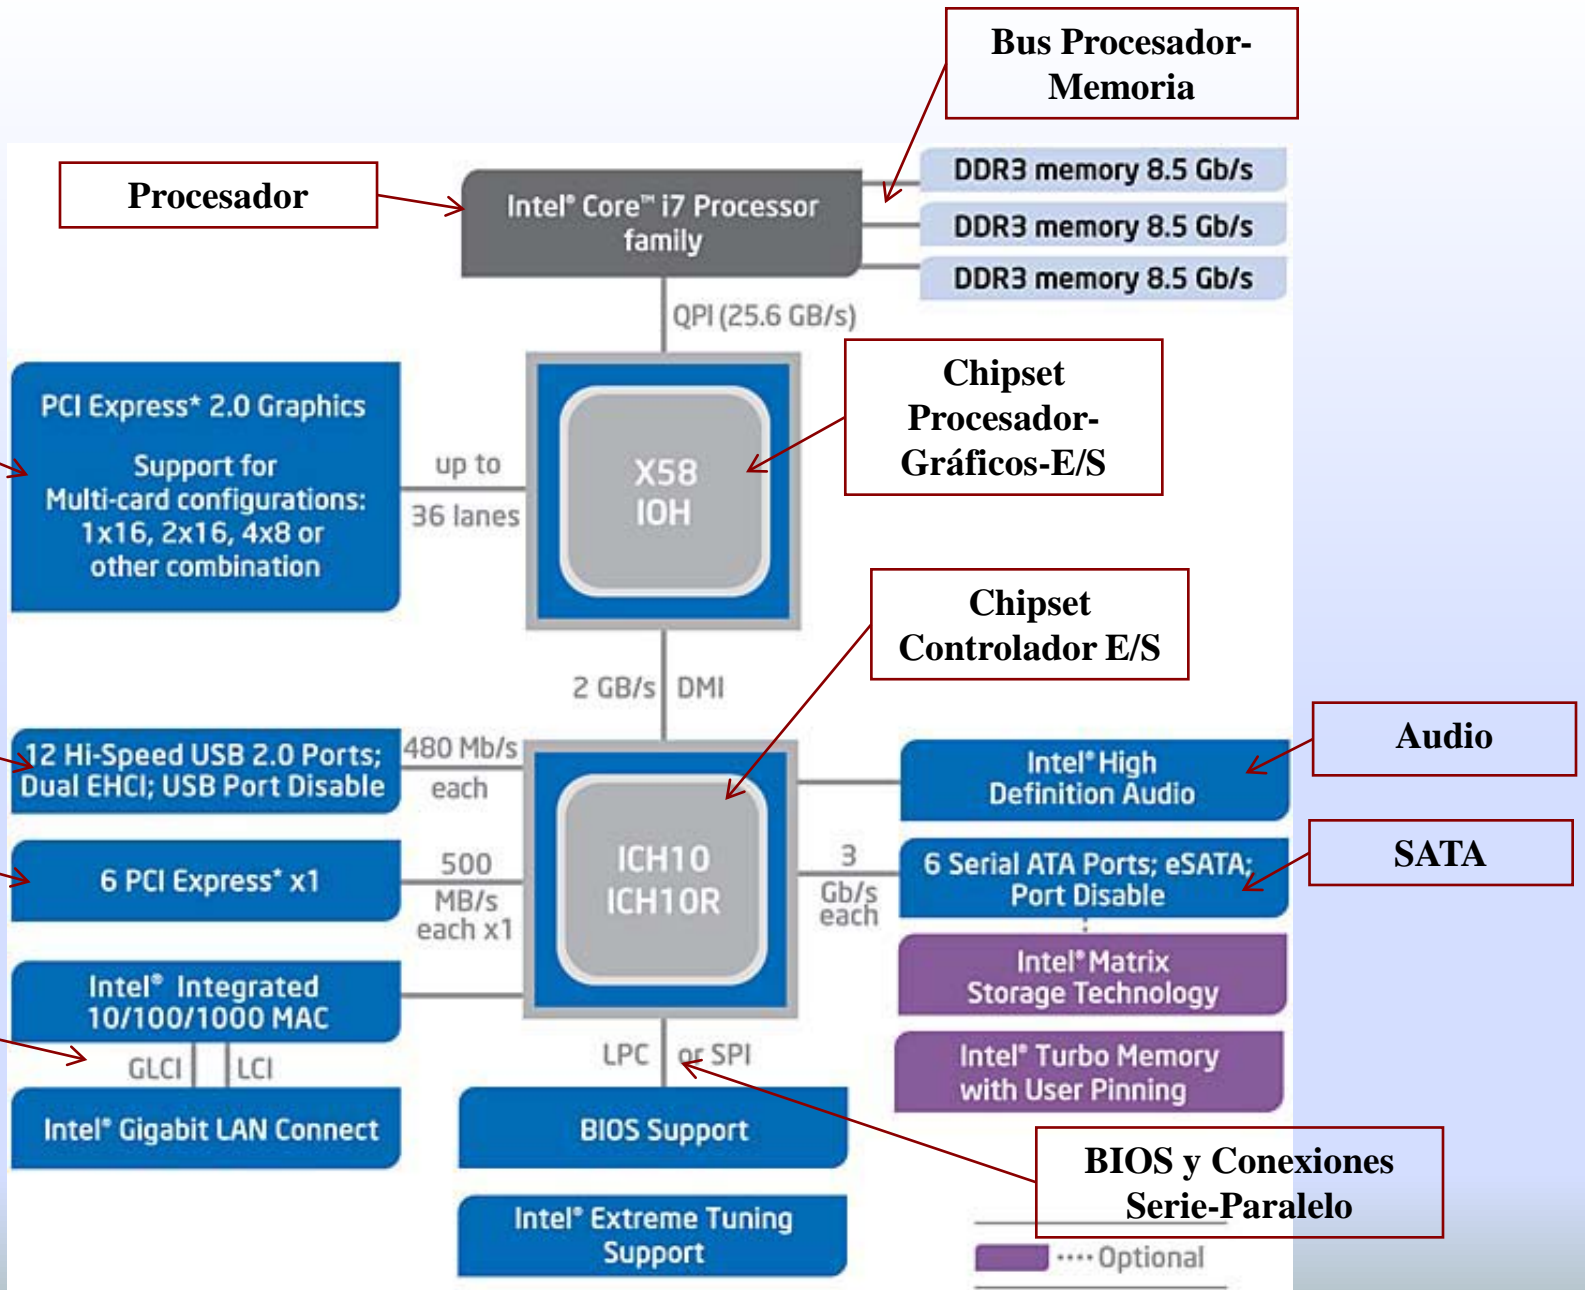 Bus Procesador-
Memoria
Procesador
Intel® Core™ i7 Processor
family
DDR3 memory 8.5 Gb/s
DDR3 memory 8.5 Gb/s
DDR3 memory 8.5 Gb/s
QPI (25.6 GB/s)
PCI Express* 2.0 Graphics
Support for
Multi-card configurations:
1x16, 2x16, 4x8 or
other combination
up to
36 lanes
X58
IOH
Chipset
Procesador-
Gráficos-E/S
Chipset
Controlador E/S
2 GB/s
DMI
12 Hi-Speed USB 2.0 Ports;
Dual EHCI; USB Port Disable
480 Mb/s
each
Intel® High
Definition Audio
Audio
6 PCI Express* x1
500
MB/s
each x1
ICH10
ICH10R
3
Gb/s
each
6 Serial ATA Ports; eSATA;
Port Disable
SATA
Intel® Integrated
10/100/1000 MAC
Intel® Matrix
Storage Technology
GLCI
LCI
LPC
or SPI
Intel® Turbo Memory
with User Pinning
Intel® Gigabit LAN Connect
BIOS Support
BIOS y Conexiones
Serie-Paralelo
Intel® Extreme Tuning
Support
Optional